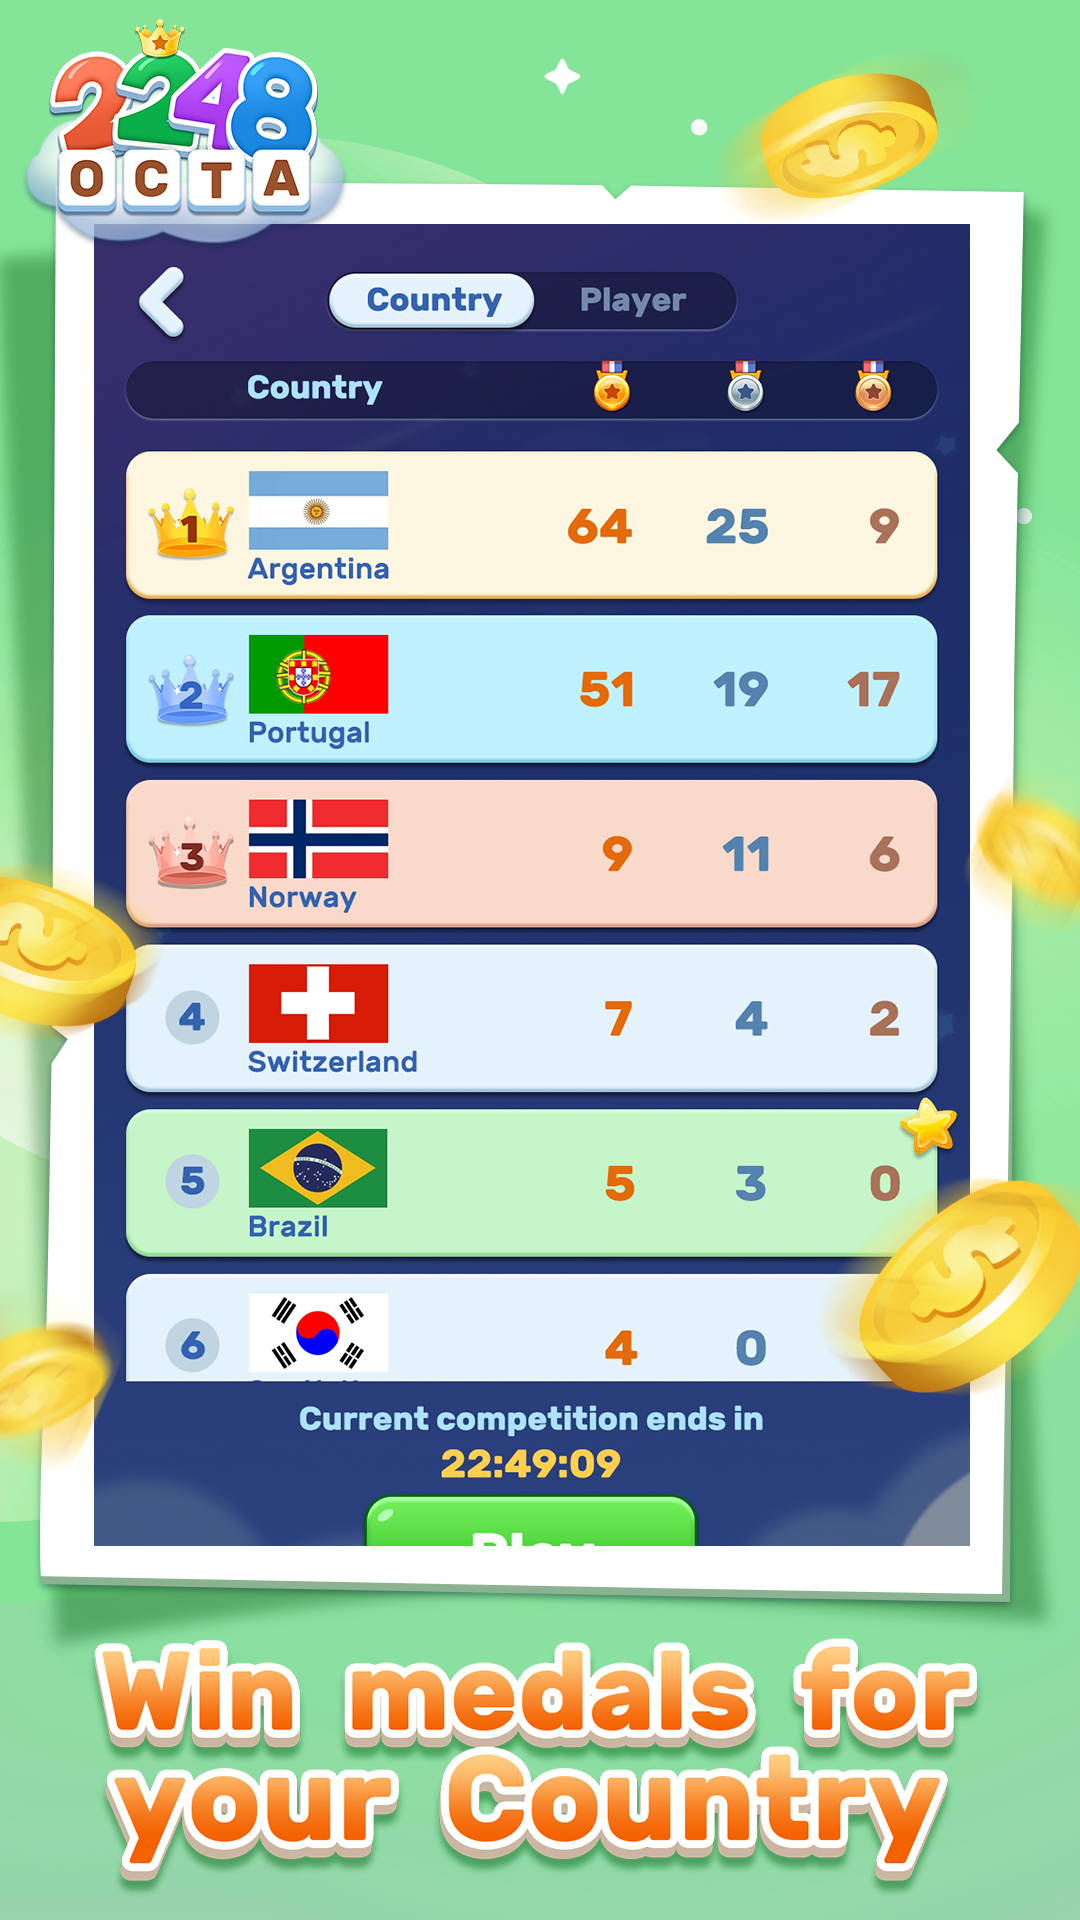 2248
OCTA
Country Player
Country
1 Argentina 64 25 9
2 Portugal 51 19 17
3 Norway 9 11 6
4 Switzerland 7 4 2
5 Brazil 5 3 0
6 4 0
Current competition ends in
22:49:09
Play
Win medals for
your Country